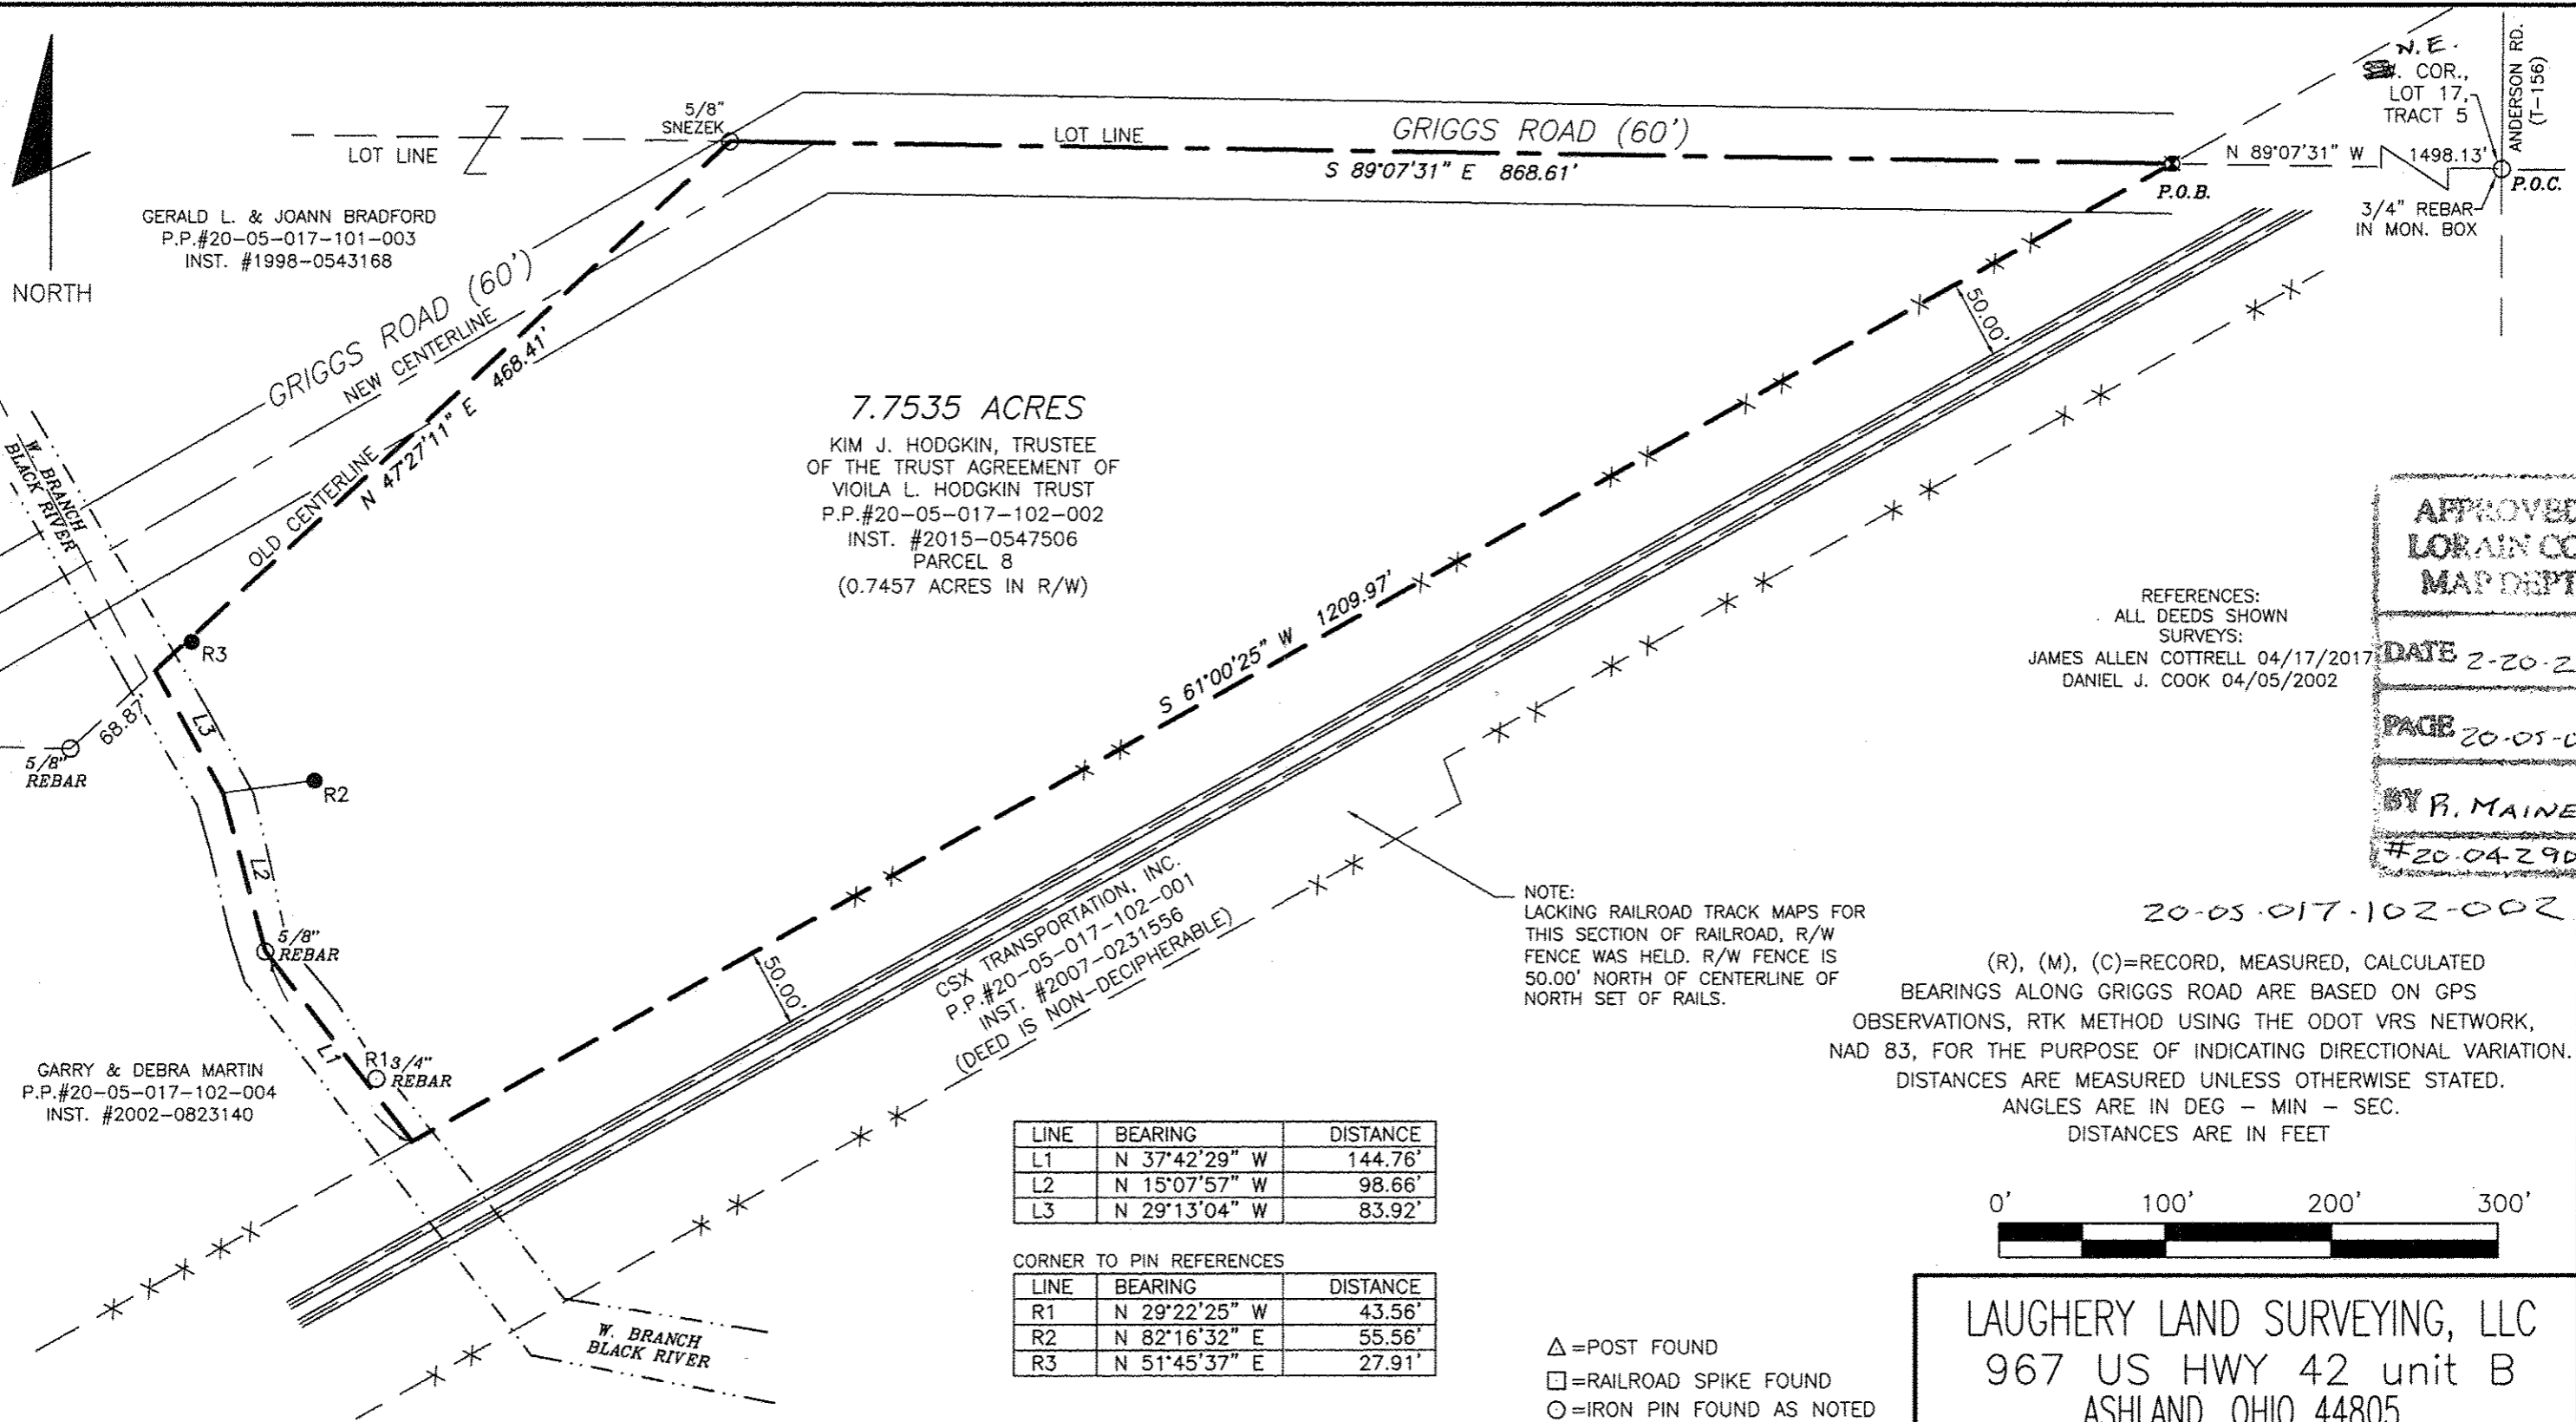 NORTH
LOT LINE
5/8"
SNEZEK
LOT LINE
GRIGGS ROAD (60')
S 89°07'31" E 868.61'
P.O.B.
N 89°07'31" W 1498.13'
N.E.
COR.,
LOT 17,
TRACT 5
ANDERSON RD.
(T-156)
P.O.C.
3/4" REBAR
IN MON. BOX
GERALD L. & JOANN BRADFORD
P.P.#20-05-017-101-003
INST. #1998-0543168
GRIGGS ROAD (60')
NEW CENTERLINE
OLD CENTERLINE
N 47°27'11" E 468.41'
W. BRANCH
BLACK RIVER
7.7535 ACRES
KIM J. HODGKIN, TRUSTEE
OF THE TRUST AGREEMENT OF
VIOILA L. HODGKIN TRUST
P.P.#20-05-017-102-002
INST. #2015-0547506
PARCEL 8
(0.7457 ACRES IN R/W)
50.00'
S 61°00'25" W 1209.97'
R3
68.87'
5/8"
REBAR
L3
R2
L2
5/8"
REBAR
L1
R1 3/4"
REBAR
50.00'
GARRY & DEBRA MARTIN
P.P.#20-05-017-102-004
INST. #2002-0823140
CSX TRANSPORTATION, INC.
P.P.#20-05-017-102-001
INST. #2007-0231556
(DEED IS NON-DECIPHERABLE)
W. BRANCH
BLACK RIVER
REFERENCES:
ALL DEEDS SHOWN
SURVEYS:
JAMES ALLEN COTTRELL 04/17/2017
DANIEL J. COOK 04/05/2002
APPROVED
LORAIN CO
MAP DEPT
DATE 2-20-2
PAGE 20-05-0
BY R. MAINE
#20-04290
20-05-017-102-002
NOTE:
LACKING RAILROAD TRACK MAPS FOR
THIS SECTION OF RAILROAD, R/W
FENCE WAS HELD. R/W FENCE IS
50.00' NORTH OF CENTERLINE OF
NORTH SET OF RAILS.
(R), (M), (C)=RECORD, MEASURED, CALCULATED
BEARINGS ALONG GRIGGS ROAD ARE BASED ON GPS
OBSERVATIONS, RTK METHOD USING THE ODOT VRS NETWORK,
NAD 83, FOR THE PURPOSE OF INDICATING DIRECTIONAL VARIATION.
DISTANCES ARE MEASURED UNLESS OTHERWISE STATED.
ANGLES ARE IN DEG - MIN - SEC.
DISTANCES ARE IN FEET
LINE BEARING DISTANCE
L1 N 37°42'29" W 144.76'
L2 N 15°07'57" W 98.66'
L3 N 29°13'04" W 83.92'
CORNER TO PIN REFERENCES
LINE BEARING DISTANCE
R1 N 29°22'25" W 43.56'
R2 N 82°16'32" E 55.56'
R3 N 51°45'37" E 27.91'
0' 100' 200' 300'
△=POST FOUND
□=RAILROAD SPIKE FOUND
○=IRON PIN FOUND AS NOTED
LAUGHERY LAND SURVEYING, LLC
967 US HWY 42 unit B
ASHLAND, OHIO 44805